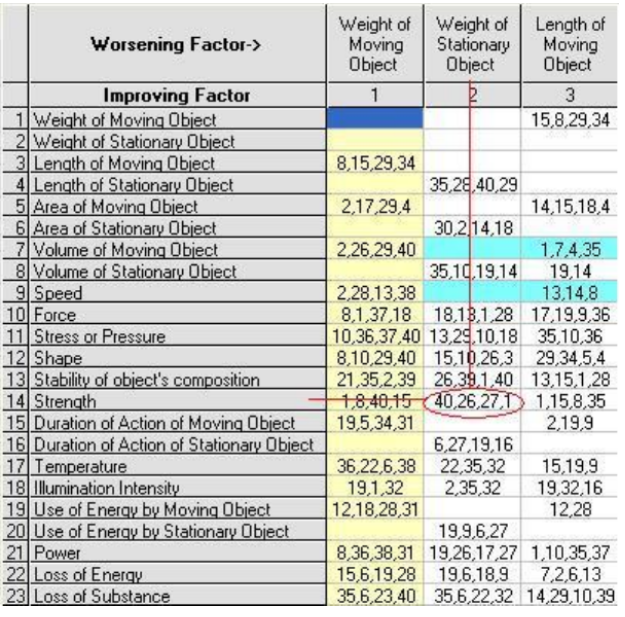 Worsening Factor-> Weight of Moving Object Weight of Stationary Object Length of Moving Object
Improving Factor 1 2 3
1 Weight of Moving Object 15,8,29,34
2 Weight of Stationary Object
3 Length of Moving Object 8,15,29,34
4 Length of Stationary Object 35,28,40,29
5 Area of Moving Object 2,17,29,4 14,15,18,4
6 Area of Stationary Object 30,2,14,18
7 Volume of Moving Object 2,26,29,40 1,7,4,35
8 Volume of Stationary Object 35,10,19,14 19,14
9 Speed 2,28,13,38 13,14,8
10 Force 8,1,37,18 18,13,1,28 17,19,9,36
11 Stress or Pressure 10,36,37,40 13,29,10,18 35,10,36
12 Shape 8,10,29,40 15,10,26,3 29,34,5,4
13 Stability of object's composition 21,35,2,39 26,39,1,40 13,15,1,28
14 Strength 1,8,40,15 40,26,27,1 1,15,8,35
15 Duration of Action of Moving Object 19,5,34,31 2,19,9
16 Duration of Action of Stationary Object 6,27,19,16
17 Temperature 36,22,6,38 22,35,32 15,19,9
18 Illumination Intensity 19,1,32 2,35,32 19,32,16
19 Use of Energy by Moving Object 12,18,28,31 12,28
20 Use of Energy by Stationary Object 19,9,6,27
21 Power 8,36,38,31 19,26,17,27 1,10,35,37
22 Loss of Energy 15,6,19,28 19,6,18,9 7,2,6,13
23 Loss of Substance 35,6,23,40 35,6,22,32 14,29,10,39